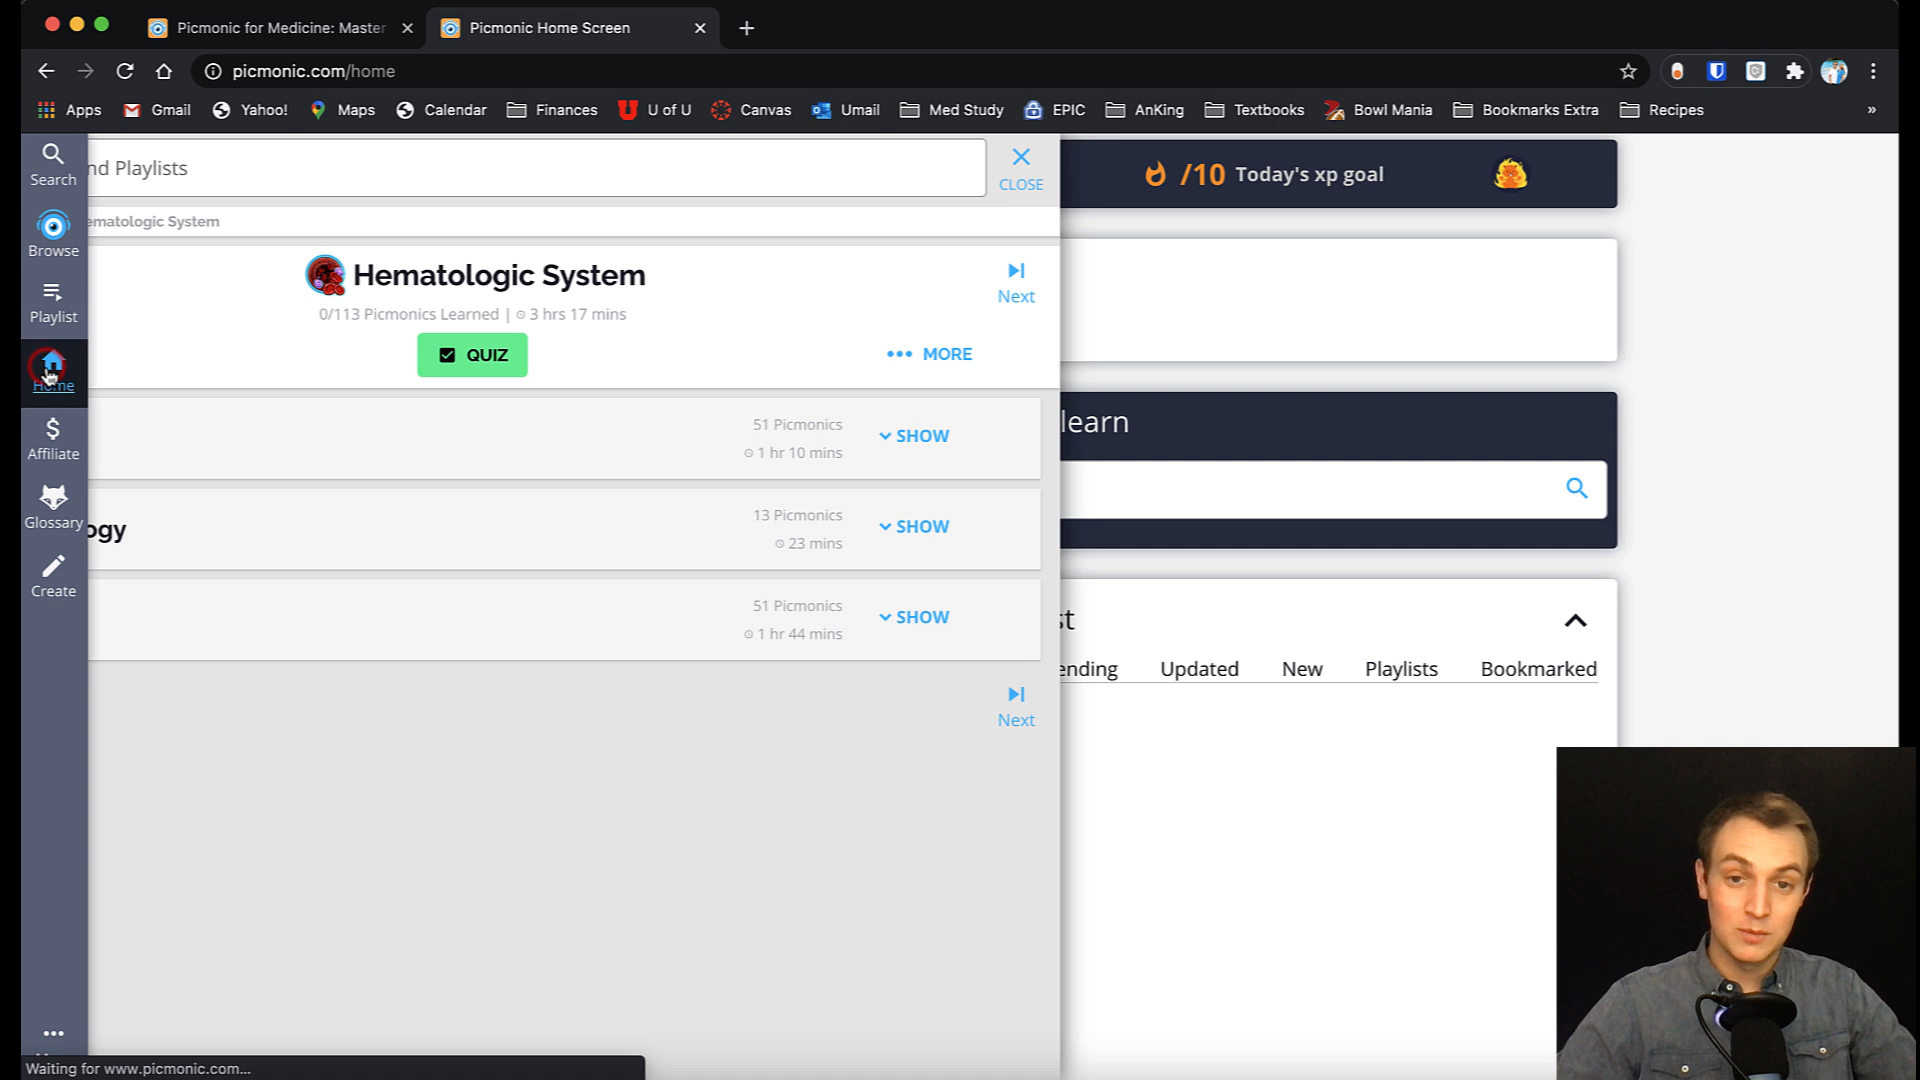 Picmonic for Medicine: Master
Picmonic Home Screen
picmonic.com/home
Apps
Gmail
Yahoo!
Maps
Calendar
Finances
U of U
Canvas
Umail
Med Study
EPIC
AnKing
Textbooks
Bowl Mania
Bookmarks Extra
Recipes
»
Search
Browse
Playlist
Home
Affiliate
Glossary
Create
nd Playlists
CLOSE
ematologic System
Hematologic System
0/113 Picmonics Learned | 3 hrs 17 mins
QUIZ
MORE
Next
51 Picmonics
1 hr 10 mins
SHOW
ogy
13 Picmonics
23 mins
SHOW
51 Picmonics
1 hr 44 mins
SHOW
Next
/10 Today's xp goal
learn
st
ending
Updated
New
Playlists
Bookmarked
Waiting for www.picmonic.com...